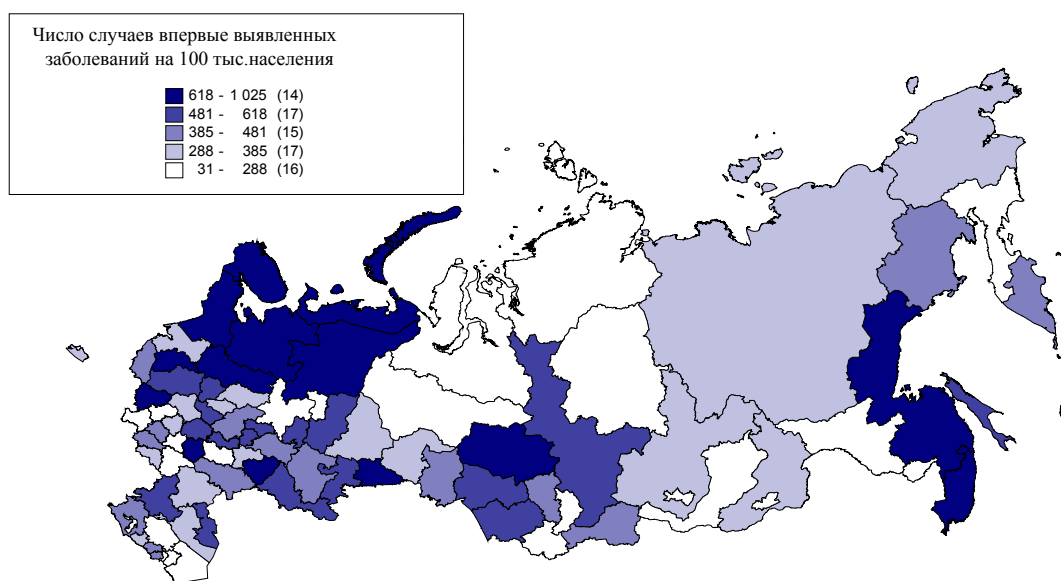 Число случаев впервые выявленных
заболеваний на 100 тыс.населения
618 - 1 025 (14)
481 - 618 (17)
385 - 481 (15)
288 - 385 (17)
31 - 288 (16)